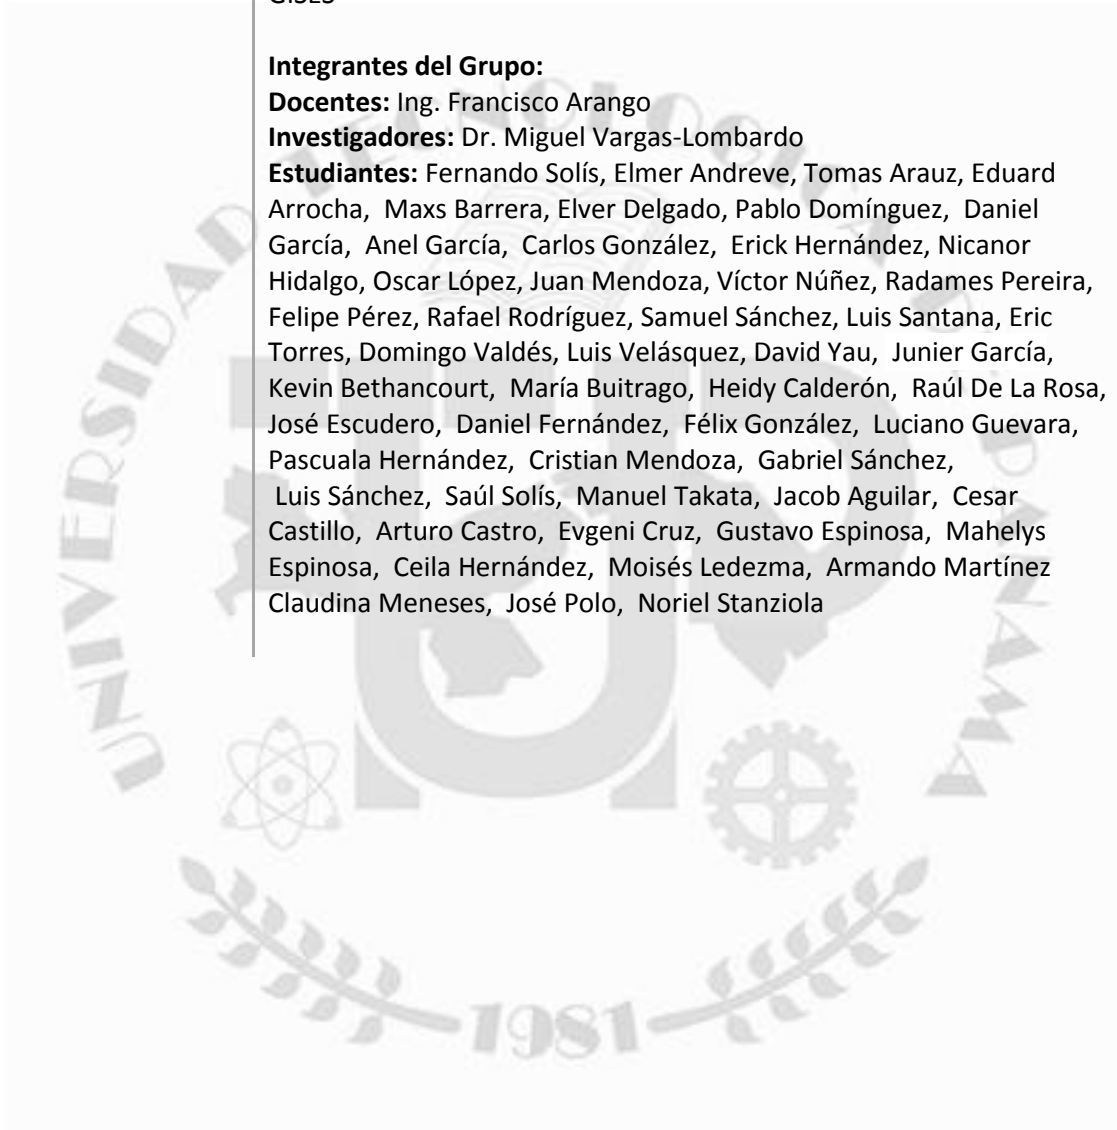 Integrantes del Grupo:
Docentes: Ing. Francisco Arango
Investigadores: Dr. Miguel Vargas-Lombardo
Estudiantes: Fernando Solís, Elmer Andreve, Tomas Arauz, Eduard
Arrocha, Maxs Barrera, Elver Delgado, Pablo Domínguez, Daniel
García, Anel García, Carlos González, Erick Hernández, Nicanor
Hidalgo, Oscar López, Juan Mendoza, Víctor Núñez, Radames Pereira,
Felipe Pérez, Rafael Rodríguez, Samuel Sánchez, Luis Santana, Eric
Torres, Domingo Valdés, Luis Velásquez, David Yau, Junier García,
Kevin Bethancourt, María Buitrago, Heidy Calderón, Raúl De La Rosa,
José Escudero, Daniel Fernández, Félix González, Luciano Guevara,
Pascuala Hernández, Cristian Mendoza, Gabriel Sánchez,
Luis Sánchez, Saúl Solís, Manuel Takata, Jacob Aguilar, Cesar
Castillo, Arturo Castro, Evgeni Cruz, Gustavo Espinosa, Mahelys
Espinosa, Ceila Hernández, Moisés Ledezma, Armando Martínez
Claudina Meneses, José Polo, Noriel Stanziola
UNIVERSIDAD TECNOLOGICA DE PANAMA
1981